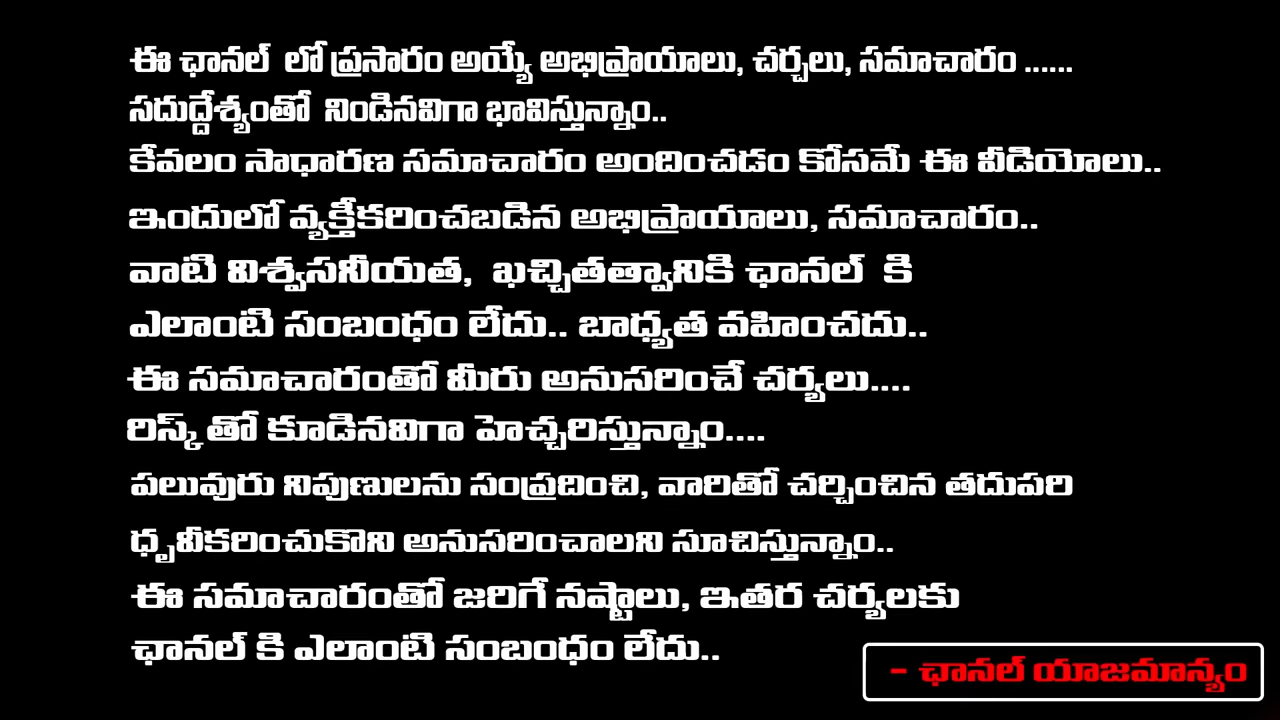 ఈ ఛానల్ లో ప్రసారం అయ్యే అభిప్రాయాలు, చర్చలు, సమాచారం ......
సదుద్దేశ్యంతో నిండినవిగా భావిస్తున్నాం..
కేవలం సాధారణ సమాచారం అందించడం కోసమే ఈ వీడియోలు..
ఇందులో వ్యక్తీకరించబడిన అభిప్రాయాలు, సమాచారం..
వాటి విశ్వసనీయత, ఖచ్చితత్వానికి ఛానల్ కి
ఎలాంటి సంబంధం లేదు.. బాధ్యత వహించదు..
ఈ సమాచారంతో మీరు అనుసరించే చర్యలు....
రిస్క్ తో కూడినవిగా హెచ్చరిస్తున్నాం....
పలువురు నిపుణులను సంప్రదించి, వారితో చర్చించిన తదుపరి
ధృవీకరించుకొని అనుసరించాలని సూచిస్తున్నాం..
ఈ సమాచారంతో జరిగే నష్టాలు, ఇతర చర్యలకు
ఛానల్ కి ఎలాంటి సంబంధం లేదు..
- ఛానల్ యాజమాన్యం